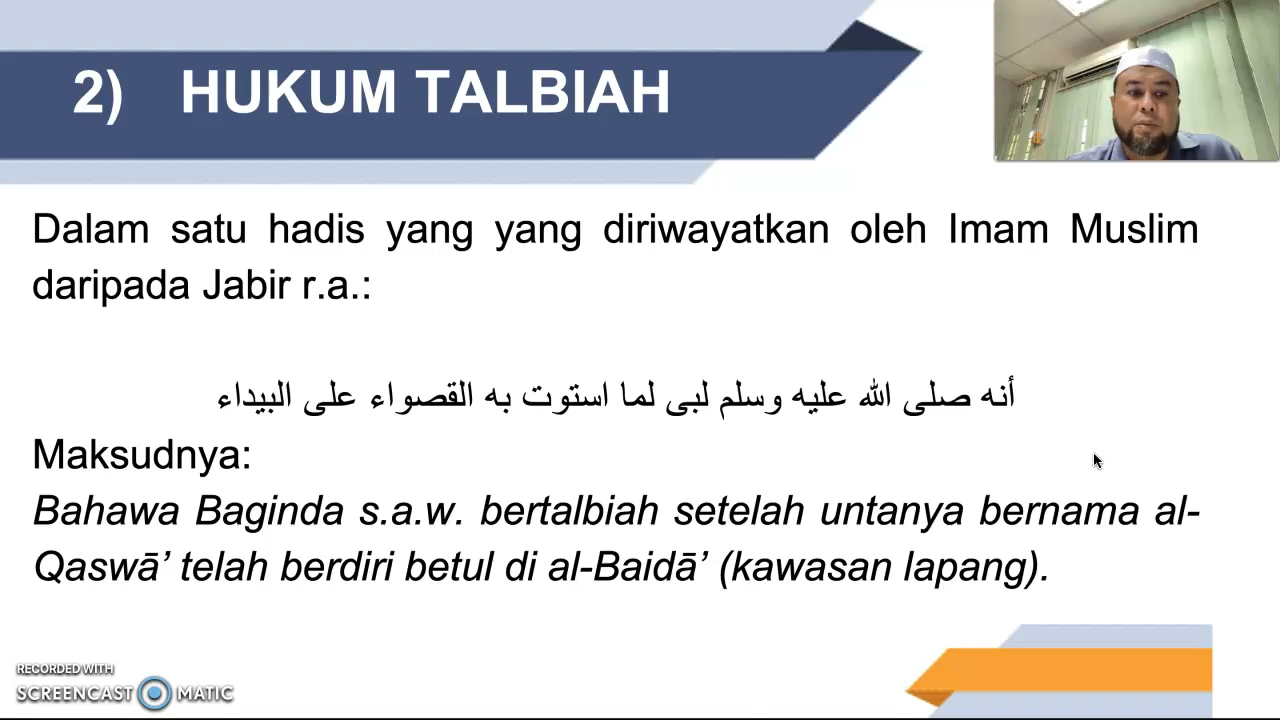 2) HUKUM TALBIAH
Dalam satu hadis yang yang diriwayatkan oleh Imam Muslim
daripada Jabir r.a.:
أنه صلى الله عليه وسلم لبى لما استوت به القصواء على البيداء
Maksudnya:
Bahawa Baginda s.a.w. bertalbiah setelah untanya bernama al-
Qaswā’ telah berdiri betul di al-Baidā’ (kawasan lapang).
RECORDED WITH
SCREENCAST MATIC